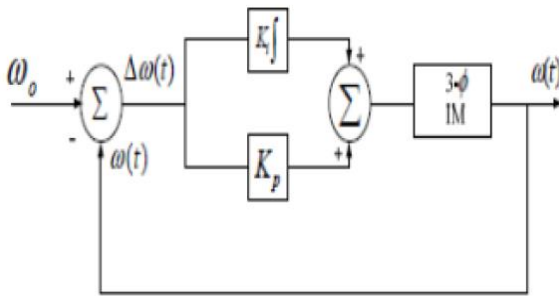 ω₀
+
Σ
-
Δω(t)
ω(t)
Kᵢ∫
Kₚ
+
Σ
+
3-ϕ
IM
ω(t)